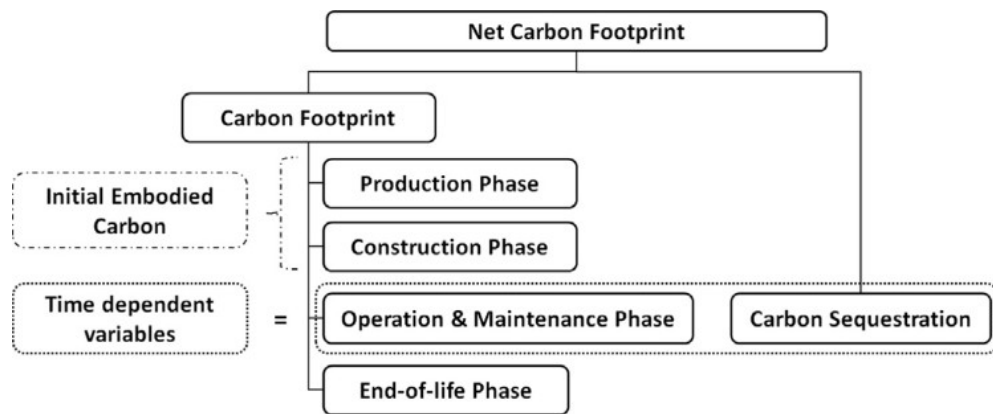 Net Carbon Footprint
Carbon Footprint
Production Phase
Initial Embodied
Carbon
Construction Phase
Time dependent
variables
=
Operation & Maintenance Phase
Carbon Sequestration
End-of-life Phase